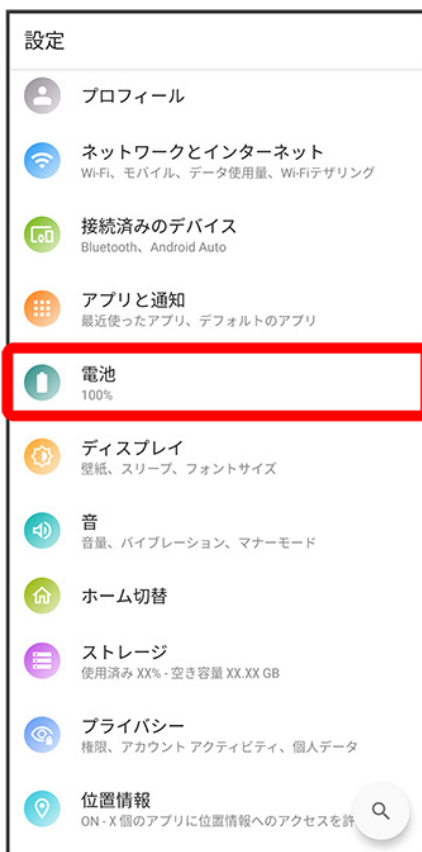 設定
プロフィール
ネットワークとインターネット
Wi-Fi、モバイル、データ使用量、Wi-Fiテザリング
接続済みのデバイス
Bluetooth、Android Auto
アプリと通知
最近使ったアプリ、デフォルトのアプリ
電池
100%
ディスプレイ
壁紙、スリープ、フォントサイズ
音
音量、バイブレーション、マナーモード
ホーム切替
ストレージ
使用済み XX% - 空き容量 XX.XX GB
プライバシー
権限、アカウント アクティビティ、個人データ
位置情報
ON - X 個のアプリに位置情報へのアクセスを許